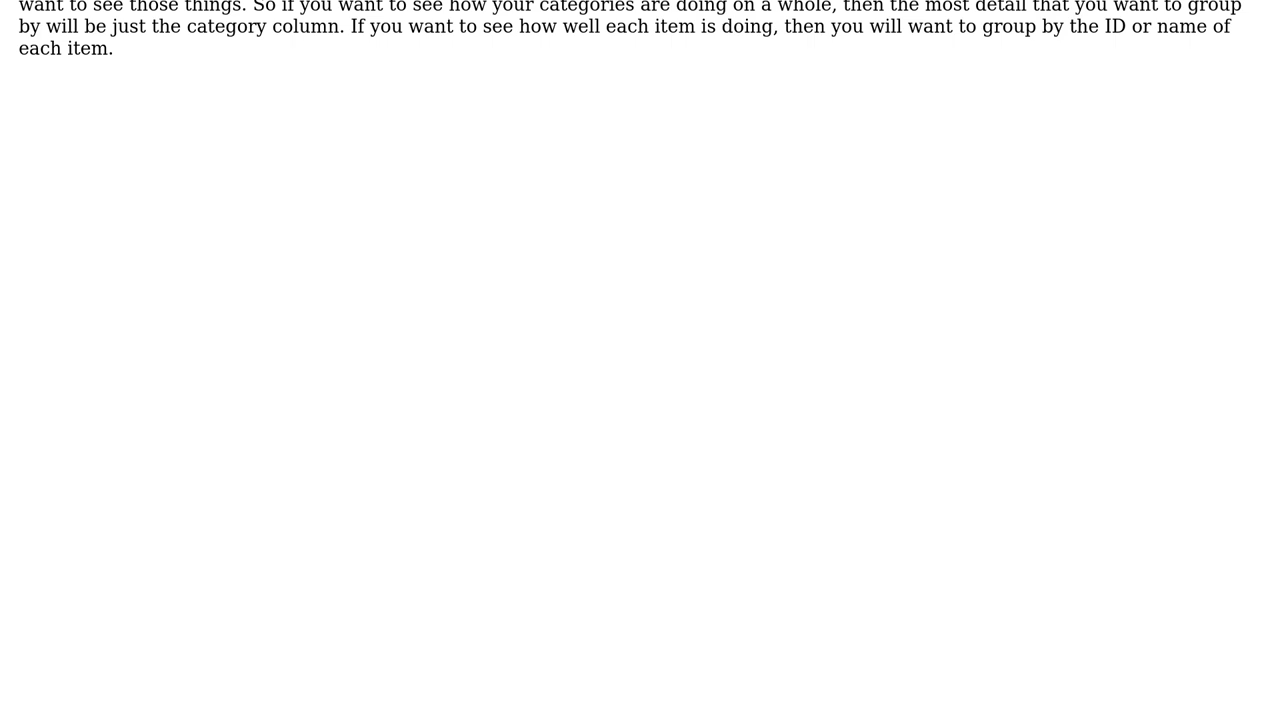 want to see those things. So if you want to see how your categories are doing on a whole, then the most detail that you want to group
by will be just the category column. If you want to see how well each item is doing, then you will want to group by the ID or name of
each item.